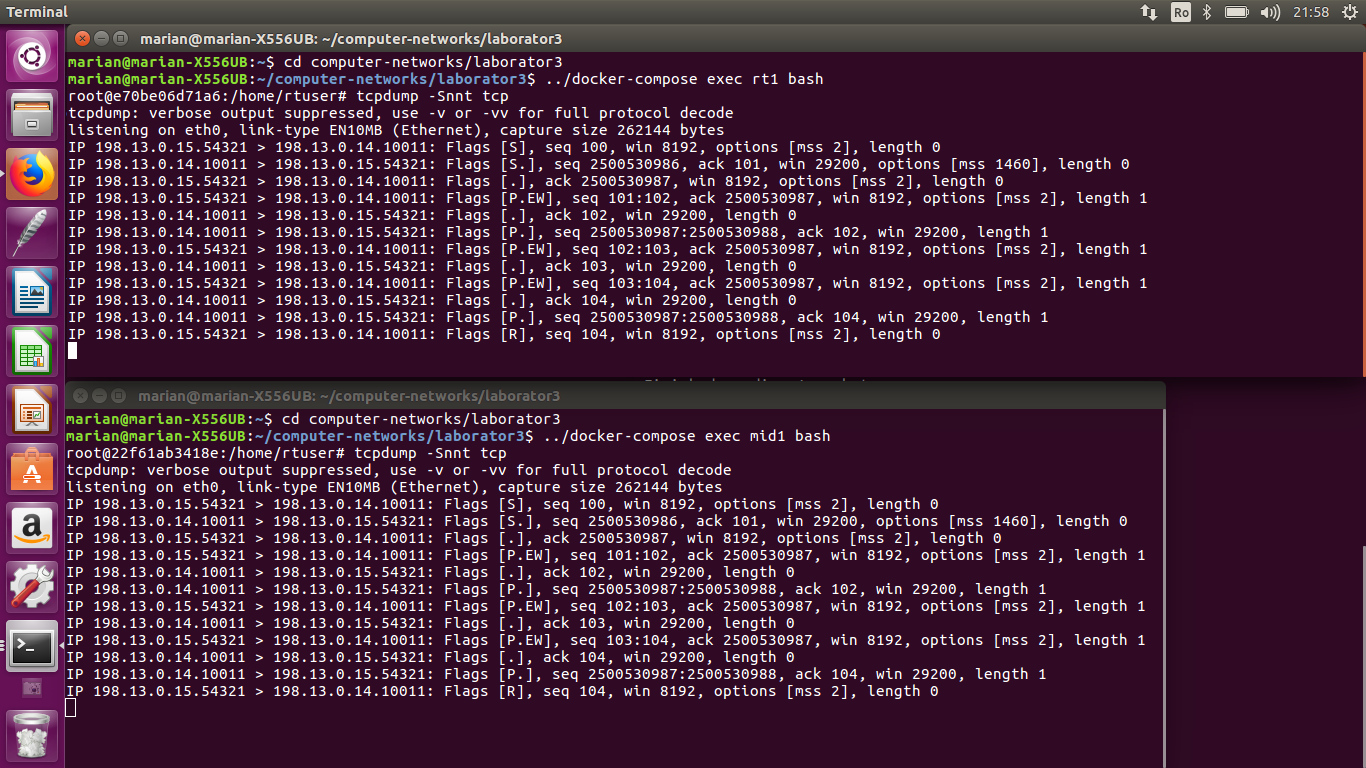 Terminal
Ro
21:58
marian@marian-X556UB: ~/computer-networks/laborator3
marian@marian-X556UB:~$ cd computer-networks/laborator3
marian@marian-X556UB:~/computer-networks/laborator3$ ../docker-compose exec rt1 bash
root@e70be06d71a6:/home/rtuser# tcpdump -Snnt tcp
tcpdump: verbose output suppressed, use -v or -vv for full protocol decode
listening on eth0, link-type EN10MB (Ethernet), capture size 262144 bytes
IP 198.13.0.15.54321 > 198.13.0.14.10011: Flags [S], seq 100, win 8192, options [mss 2], length 0
IP 198.13.0.14.10011 > 198.13.0.15.54321: Flags [S.], seq 2500530986, ack 101, win 29200, options [mss 1460], length 0
IP 198.13.0.15.54321 > 198.13.0.14.10011: Flags [.], ack 2500530987, win 8192, options [mss 2], length 0
IP 198.13.0.15.54321 > 198.13.0.14.10011: Flags [P.EW], seq 101:102, ack 2500530987, win 8192, options [mss 2], length 1
IP 198.13.0.14.10011 > 198.13.0.15.54321: Flags [.], ack 102, win 29200, length 0
IP 198.13.0.14.10011 > 198.13.0.15.54321: Flags [P.], seq 2500530987:2500530988, ack 102, win 29200, length 1
IP 198.13.0.15.54321 > 198.13.0.14.10011: Flags [P.EW], seq 102:103, ack 2500530987, win 8192, options [mss 2], length 1
IP 198.13.0.14.10011 > 198.13.0.15.54321: Flags [.], ack 103, win 29200, length 0
IP 198.13.0.15.54321 > 198.13.0.14.10011: Flags [P.EW], seq 103:104, ack 2500530987, win 8192, options [mss 2], length 1
IP 198.13.0.14.10011 > 198.13.0.15.54321: Flags [.], ack 104, win 29200, length 0
IP 198.13.0.14.10011 > 198.13.0.15.54321: Flags [P.], seq 2500530987:2500530988, ack 104, win 29200, length 1
IP 198.13.0.15.54321 > 198.13.0.14.10011: Flags [R], seq 104, win 8192, options [mss 2], length 0
marian@marian-X556UB: ~/computer-networks/laborator3
marian@marian-X556UB:~$ cd computer-networks/laborator3
marian@marian-X556UB:~/computer-networks/laborator3$ ../docker-compose exec mid1 bash
root@22f61ab3418e:/home/rtuser# tcpdump -Snnt tcp
tcpdump: verbose output suppressed, use -v or -vv for full protocol decode
listening on eth0, link-type EN10MB (Ethernet), capture size 262144 bytes
IP 198.13.0.15.54321 > 198.13.0.14.10011: Flags [S], seq 100, win 8192, options [mss 2], length 0
IP 198.13.0.14.10011 > 198.13.0.15.54321: Flags [S.], seq 2500530986, ack 101, win 29200, options [mss 1460], length 0
IP 198.13.0.15.54321 > 198.13.0.14.10011: Flags [.], ack 2500530987, win 8192, options [mss 2], length 0
IP 198.13.0.15.54321 > 198.13.0.14.10011: Flags [P.EW], seq 101:102, ack 2500530987, win 8192, options [mss 2], length 1
IP 198.13.0.14.10011 > 198.13.0.15.54321: Flags [.], ack 102, win 29200, length 0
IP 198.13.0.14.10011 > 198.13.0.15.54321: Flags [P.], seq 2500530987:2500530988, ack 102, win 29200, length 1
IP 198.13.0.15.54321 > 198.13.0.14.10011: Flags [P.EW], seq 102:103, ack 2500530987, win 8192, options [mss 2], length 1
IP 198.13.0.14.10011 > 198.13.0.15.54321: Flags [.], ack 103, win 29200, length 0
IP 198.13.0.15.54321 > 198.13.0.14.10011: Flags [P.EW], seq 103:104, ack 2500530987, win 8192, options [mss 2], length 1
IP 198.13.0.14.10011 > 198.13.0.15.54321: Flags [.], ack 104, win 29200, length 0
IP 198.13.0.14.10011 > 198.13.0.15.54321: Flags [P.], seq 2500530987:2500530988, ack 104, win 29200, length 1
IP 198.13.0.15.54321 > 198.13.0.14.10011: Flags [R], seq 104, win 8192, options [mss 2], length 0